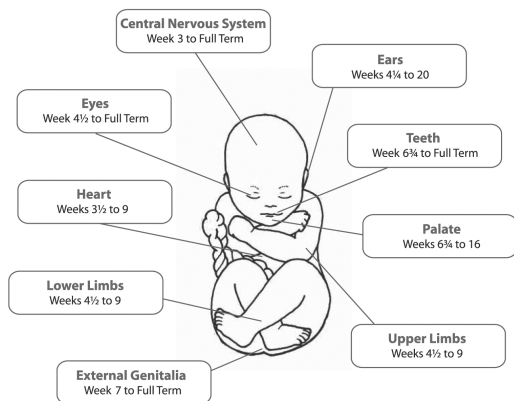 Central Nervous System
Week 3 to Full Term
Ears
Weeks 4¼ to 20
Eyes
Week 4½ to Full Term
Teeth
Week 6¾ to Full Term
Heart
Weeks 3½ to 9
Palate
Weeks 6¾ to 16
Lower Limbs
Weeks 4½ to 9
Upper Limbs
Weeks 4½ to 9
External Genitalia
Week 7 to Full Term